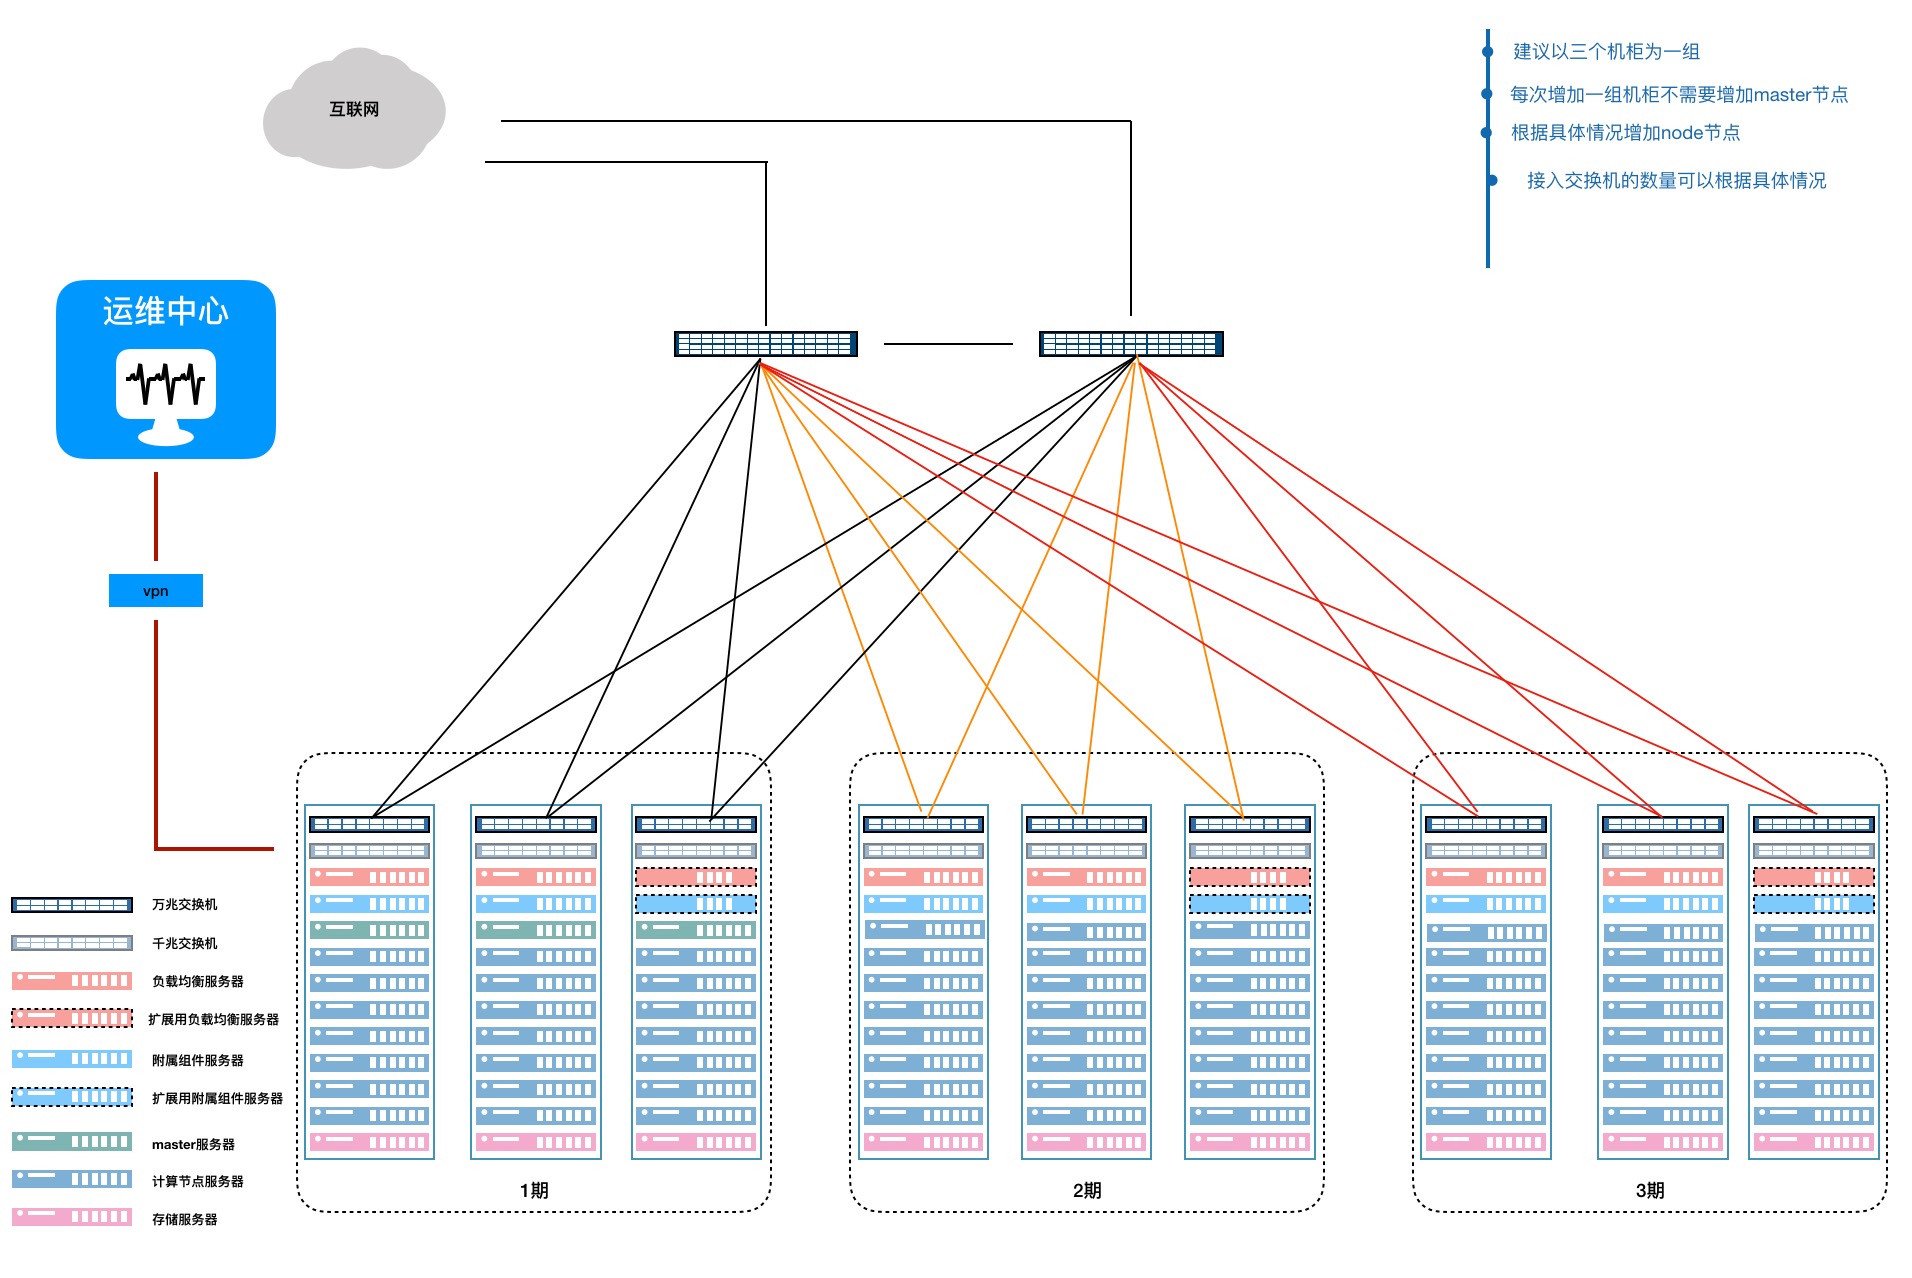 互联网
建议以三个机柜为一组
每次增加一组机柜不需要增加master节点
根据具体情况增加node节点
接入交换机的数量可以根据具体情况
运维中心
vpn
万兆交换机
千兆交换机
负载均衡服务器
扩展用负载均衡服务器
附属组件服务器
扩展用附属组件服务器
master服务器
计算节点服务器
存储服务器
1期
2期
3期